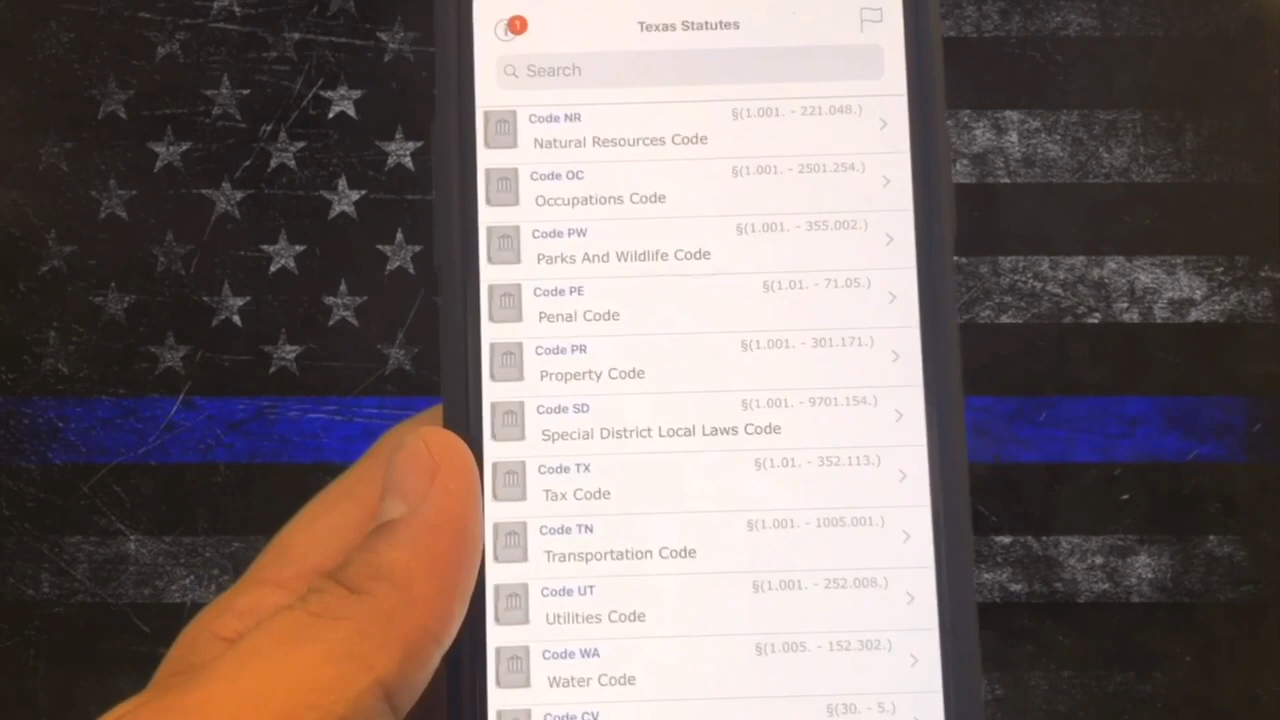 1
Texas Statutes
Search
Code NR §(1.001. - 221.048.)
Natural Resources Code
Code OC §(1.001. - 2501.254.)
Occupations Code
Code PW §(1.001. - 355.002.)
Parks And Wildlife Code
Code PE §(1.01. - 71.05.)
Penal Code
Code PR §(1.001. - 301.171.)
Property Code
Code SD §(1.001. - 9701.154.)
Special District Local Laws Code
Code TX §(1.01. - 352.113.)
Tax Code
Code TN §(1.001. - 1005.001.)
Transportation Code
Code UT §(1.001. - 252.008.)
Utilities Code
Code WA §(1.005. - 152.302.)
Water Code
Code CV §(30. - 5.)